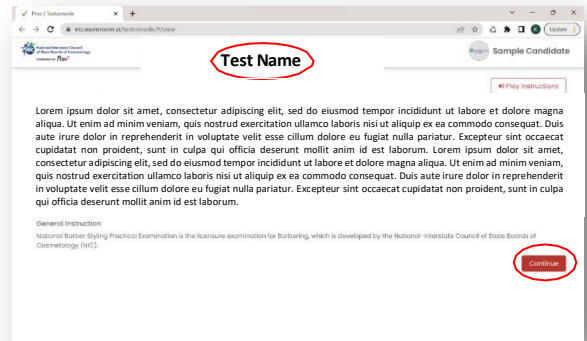 Prov | Testconsole
nic.examroom.ai/testconsole/#/view
Update
National Interstate Council
of State Boards of Cosmetology
POWERED BY Prov
Test Name
Sample Candidate
Play Instructions
Lorem ipsum dolor sit amet, consectetur adipiscing elit, sed do eiusmod tempor incididunt ut labore et dolore magna
aliqua. Ut enim ad minim veniam, quis nostrud exercitation ullamco laboris nisi ut aliquip ex ea commodo consequat. Duis
aute irure dolor in reprehenderit in voluptate velit esse cillum dolore eu fugiat nulla pariatur. Excepteur sint occaecat
cupidatat non proident, sunt in culpa qui officia deserunt mollit anim id est laborum. Lorem ipsum dolor sit amet,
consectetur adipiscing elit, sed do eiusmod tempor incididunt ut labore et dolore magna aliqua. Ut enim ad minim veniam,
quis nostrud exercitation ullamco laboris nisi ut aliquip ex ea commodo consequat. Duis aute irure dolor in reprehenderit
in voluptate velit esse cillum dolore eu fugiat nulla pariatur. Excepteur sint occaecat cupidatat non proident, sunt in culpa
qui officia deserunt mollit anim id est laborum.
General Instruction
National Barber Styling Practical Examination is the licensure examination for Barbering, which is developed by the National-Interstate Council of State Boards of
Cosmetology (NIC).
Continue